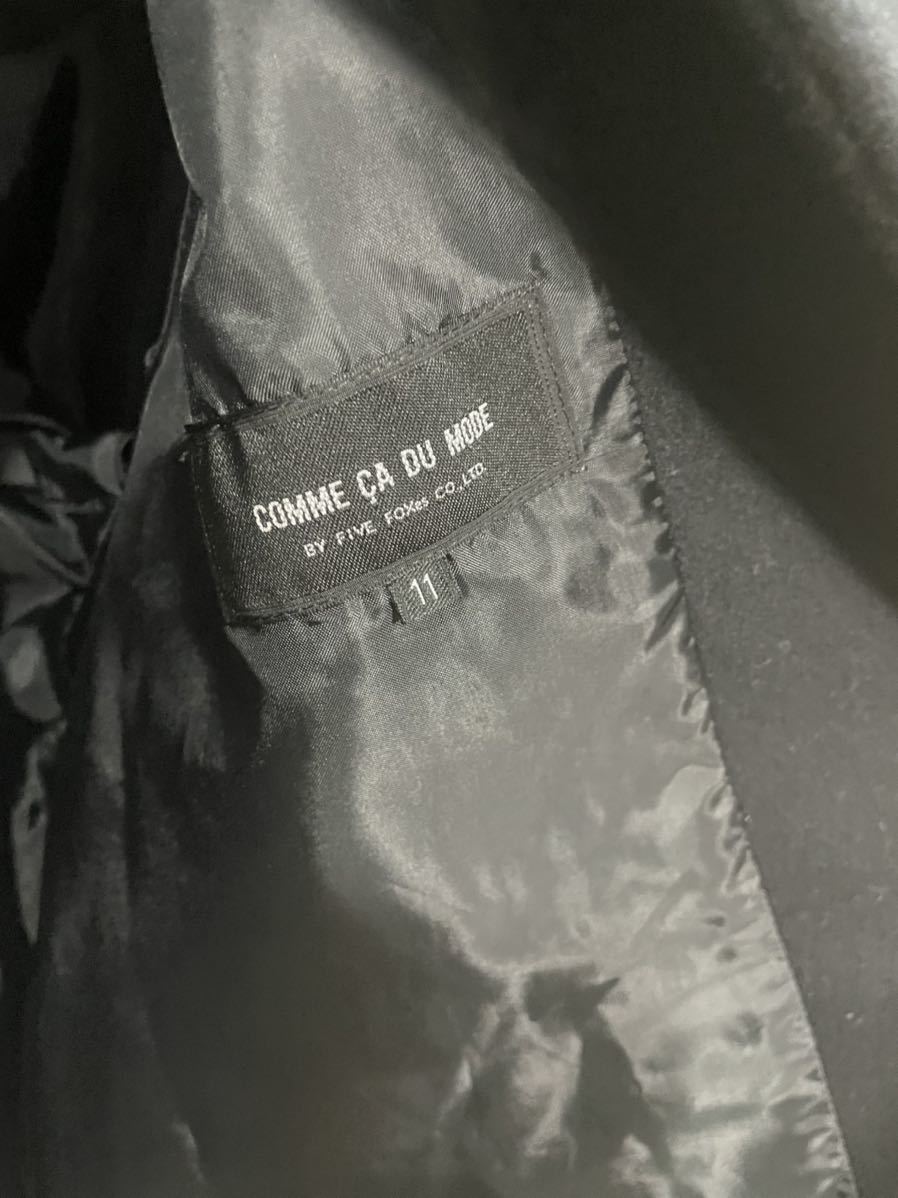 COMME ÇA DU MODE
BY FIVE FOXes CO.,LTD.
11